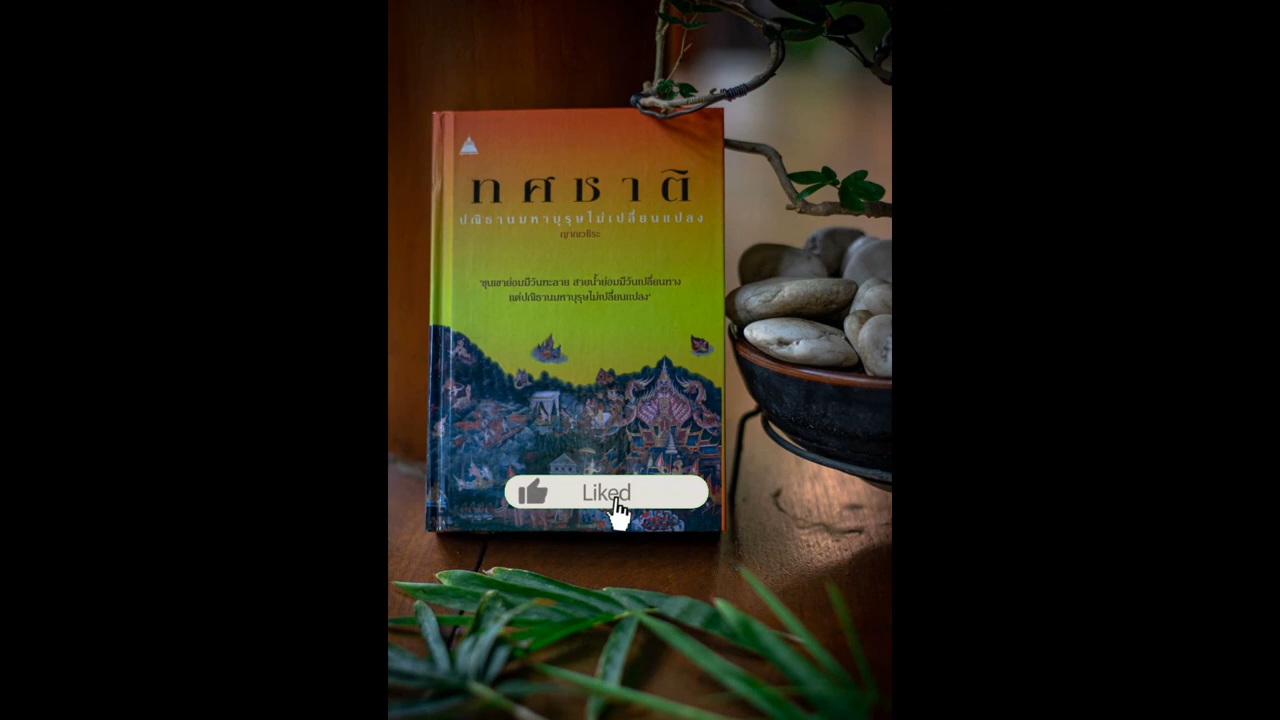 ทศชาติ
ปณิธานมหาบุรุษไม่เปลี่ยนแปลง
ญาณวชิระ
"ขุนเขาย่อมมีวันทะลาย สายน้ำย่อมมีวันเปลี่ยนทาง
แต่ปณิธานมหาบุรุษไม่เปลี่ยนแปลง"
Liked